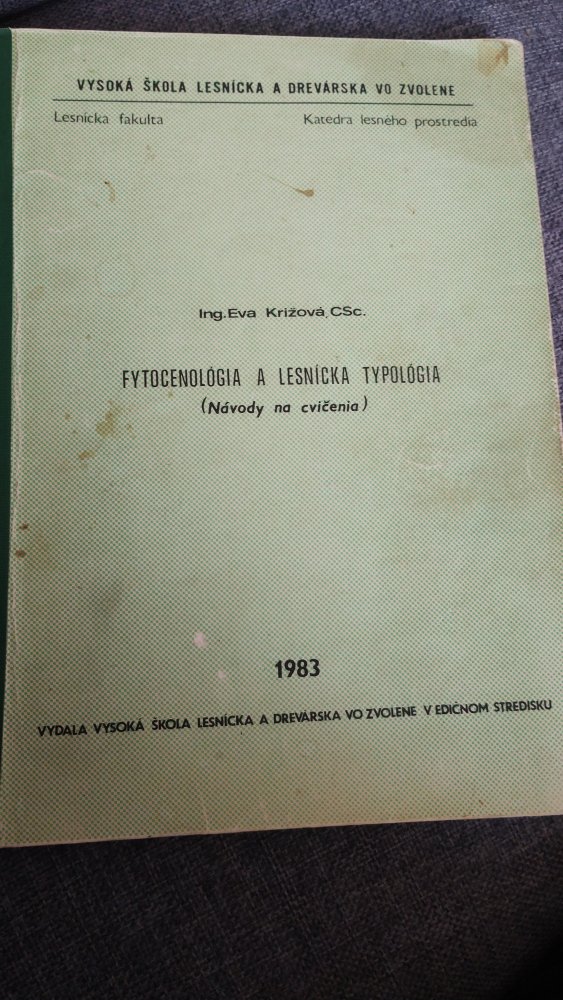 VYSOKÁ ŠKOLA LESNÍCKA A DREVÁRSKA VO ZVOLENE
Lesnícka fakulta Katedra lesného prostredia
Ing. Eva Križová, CSc.
FYTOCENOLÓGIA A LESNÍCKA TYPOLÓGIA
(Návody na cvičenia)
1983
VYDALA VYSOKÁ ŠKOLA LESNÍCKA A DREVÁRSKA VO ZVOLENE V EDIČNOM STREDISKU